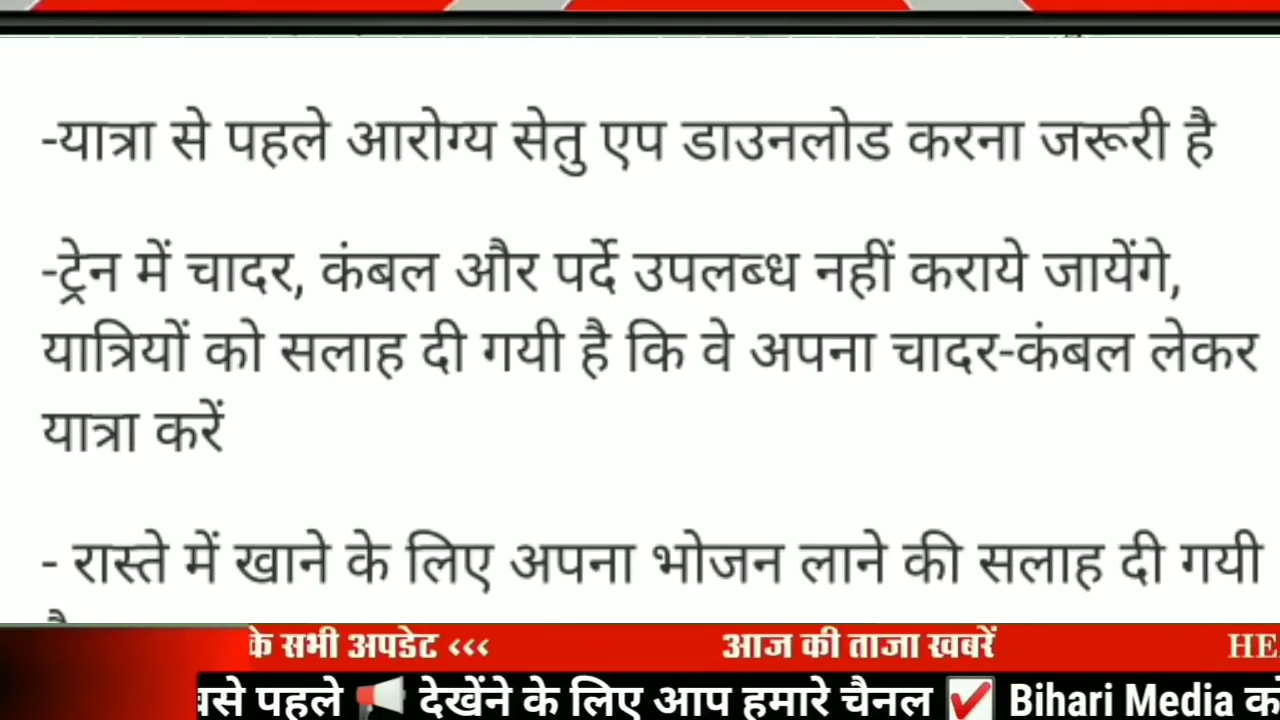 -यात्रा से पहले आरोग्य सेतु एप डाउनलोड करना जरूरी है
-ट्रेन में चादर, कंबल और पर्दे उपलब्ध नहीं कराये जायेंगे,
यात्रियों को सलाह दी गयी है कि वे अपना चादर-कंबल लेकर
यात्रा करें
- रास्ते में खाने के लिए अपना भोजन लाने की सलाह दी गयी
के सभी अपडेट <<< आज की ताजा खबरें
पहले 📢 देखेंने के लिए आप हमारे चैनल ✔ Bihari Media